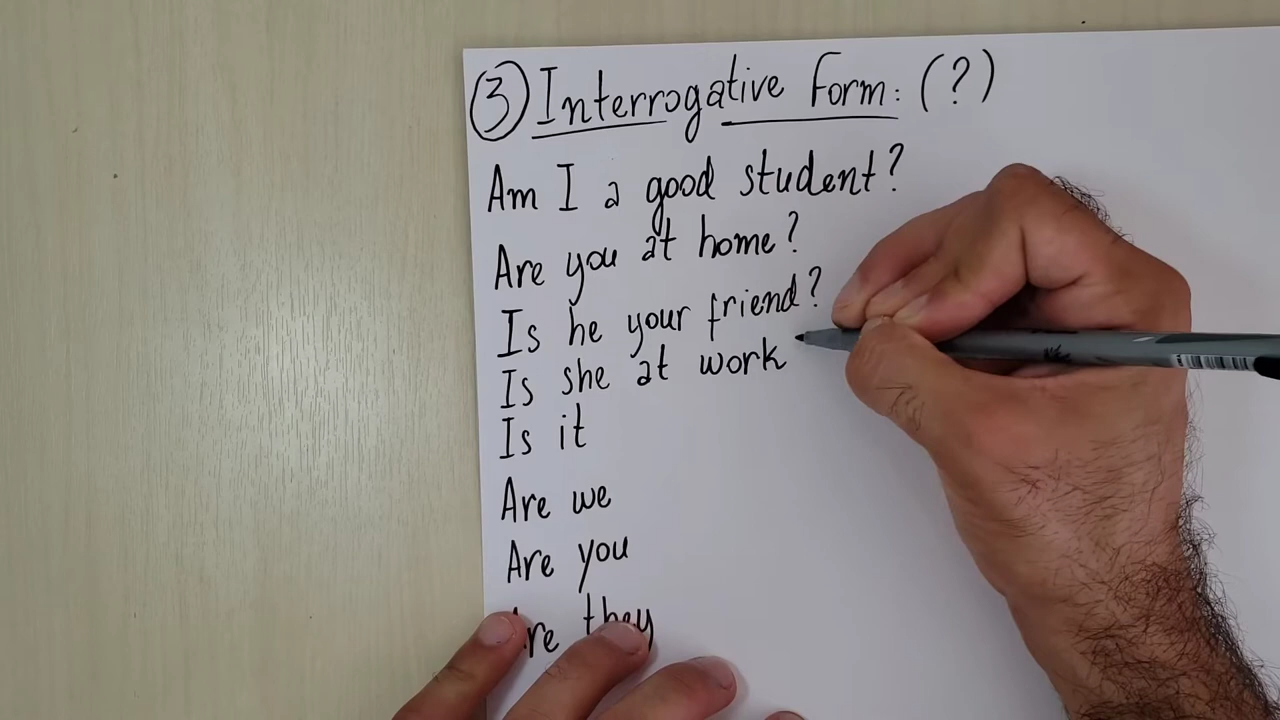 ③ Interrogative Form: (?)
Am I a good student?
Are you at home?
Is he your friend?
Is she at work
Is it
Are we
Are you
Are they